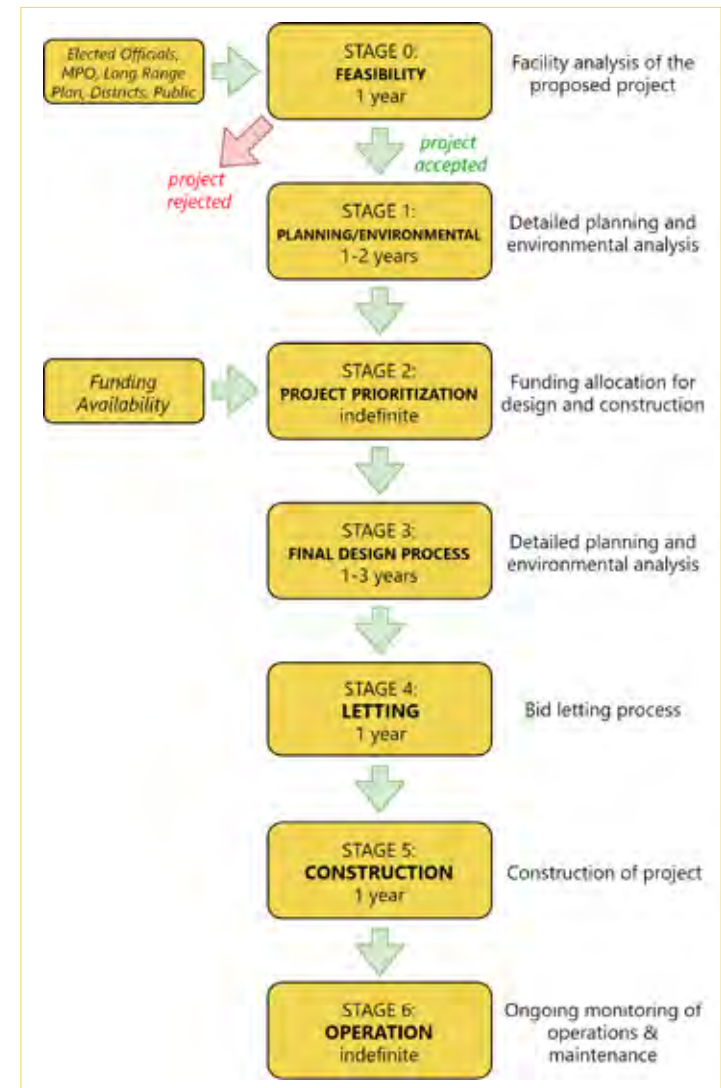 Elected Officials,
MPO, Long Range
Plan, Districts, Public
STAGE 0:
FEASIBILITY
1 year
Facility analysis of the
proposed project
project
rejected
project
accepted
STAGE 1:
PLANNING/ENVIRONMENTAL
1-2 years
Detailed planning and
environmental analysis
Funding
Availability
STAGE 2:
PROJECT PRIORITIZATION
indefinite
Funding allocation for
design and construction
STAGE 3:
FINAL DESIGN PROCESS
1-3 years
Detailed planning and
environmental analysis
STAGE 4:
LETTING
1 year
Bid letting process
STAGE 5:
CONSTRUCTION
1 year
Construction of project
STAGE 6:
OPERATION
indefinite
Ongoing monitoring of
operations &
maintenance